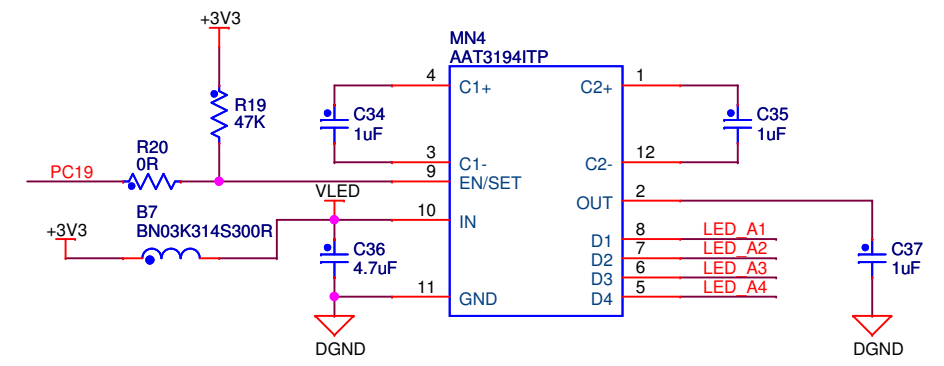 +3V3
MN4
AAT3194ITP
4
1
C1+
C2+
R19
47K
C34
1uF
C35
1uF
R20
0R
3
C1-
12
C2-
PC19
9
EN/SET
VLED
2
OUT
B7
BN03K314S300R
10
IN
+3V3
8
D1
LED_A1
7
D2
LED_A2
C36
4.7uF
C37
1uF
6
D3
LED_A3
11
GND
5
D4
LED_A4
DGND
DGND